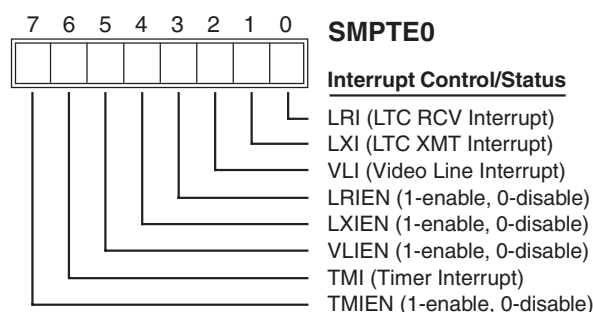 7 6 5 4 3 2 1 0
SMPTE0
Interrupt Control/Status
LRI (LTC RCV Interrupt)
LXI (LTC XMT Interrupt)
VLI (Video Line Interrupt)
LRIEN (1-enable, 0-disable)
LXIEN (1-enable, 0-disable)
VLIEN (1-enable, 0-disable)
TMI (Timer Interrupt)
TMIEN (1-enable, 0-disable)